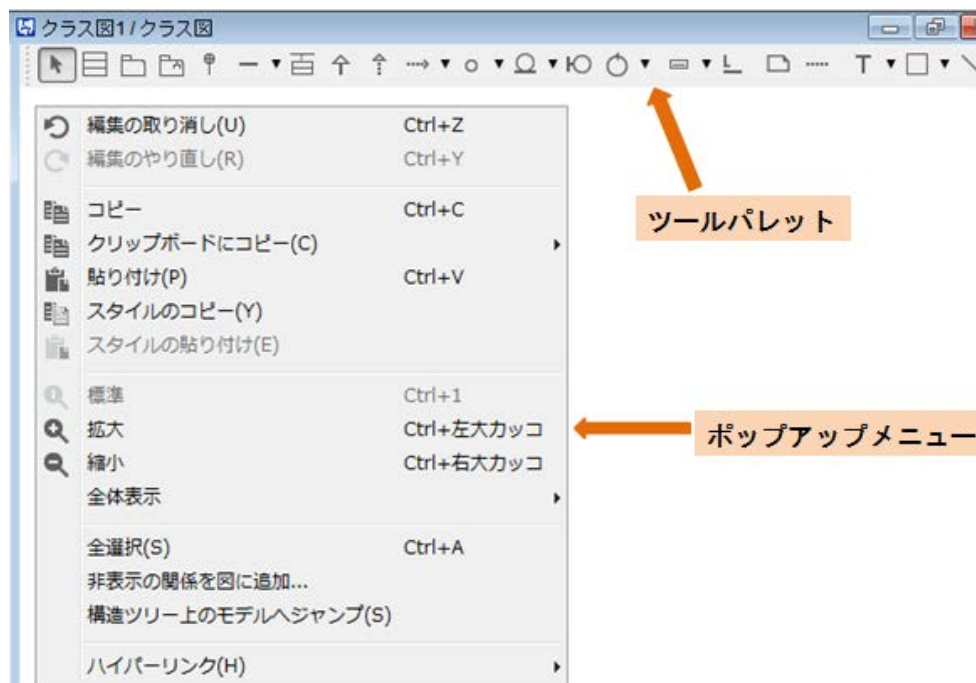 クラス図1/クラス図
T
ツールパレット
編集の取り消し(U) Ctrl+Z
編集のやり直し(R) Ctrl+Y
コピー Ctrl+C
クリップボードにコピー(C)
貼り付け(P) Ctrl+V
スタイルのコピー(Y)
スタイルの貼り付け(E)
標準 Ctrl+1
拡大 Ctrl+左大カッコ
縮小 Ctrl+右大カッコ
ポップアップメニュー
全体表示
全選択(S) Ctrl+A
非表示の関係を図に追加...
構造ツリー上のモデルへジャンプ(S)
ハイパーリンク(H)